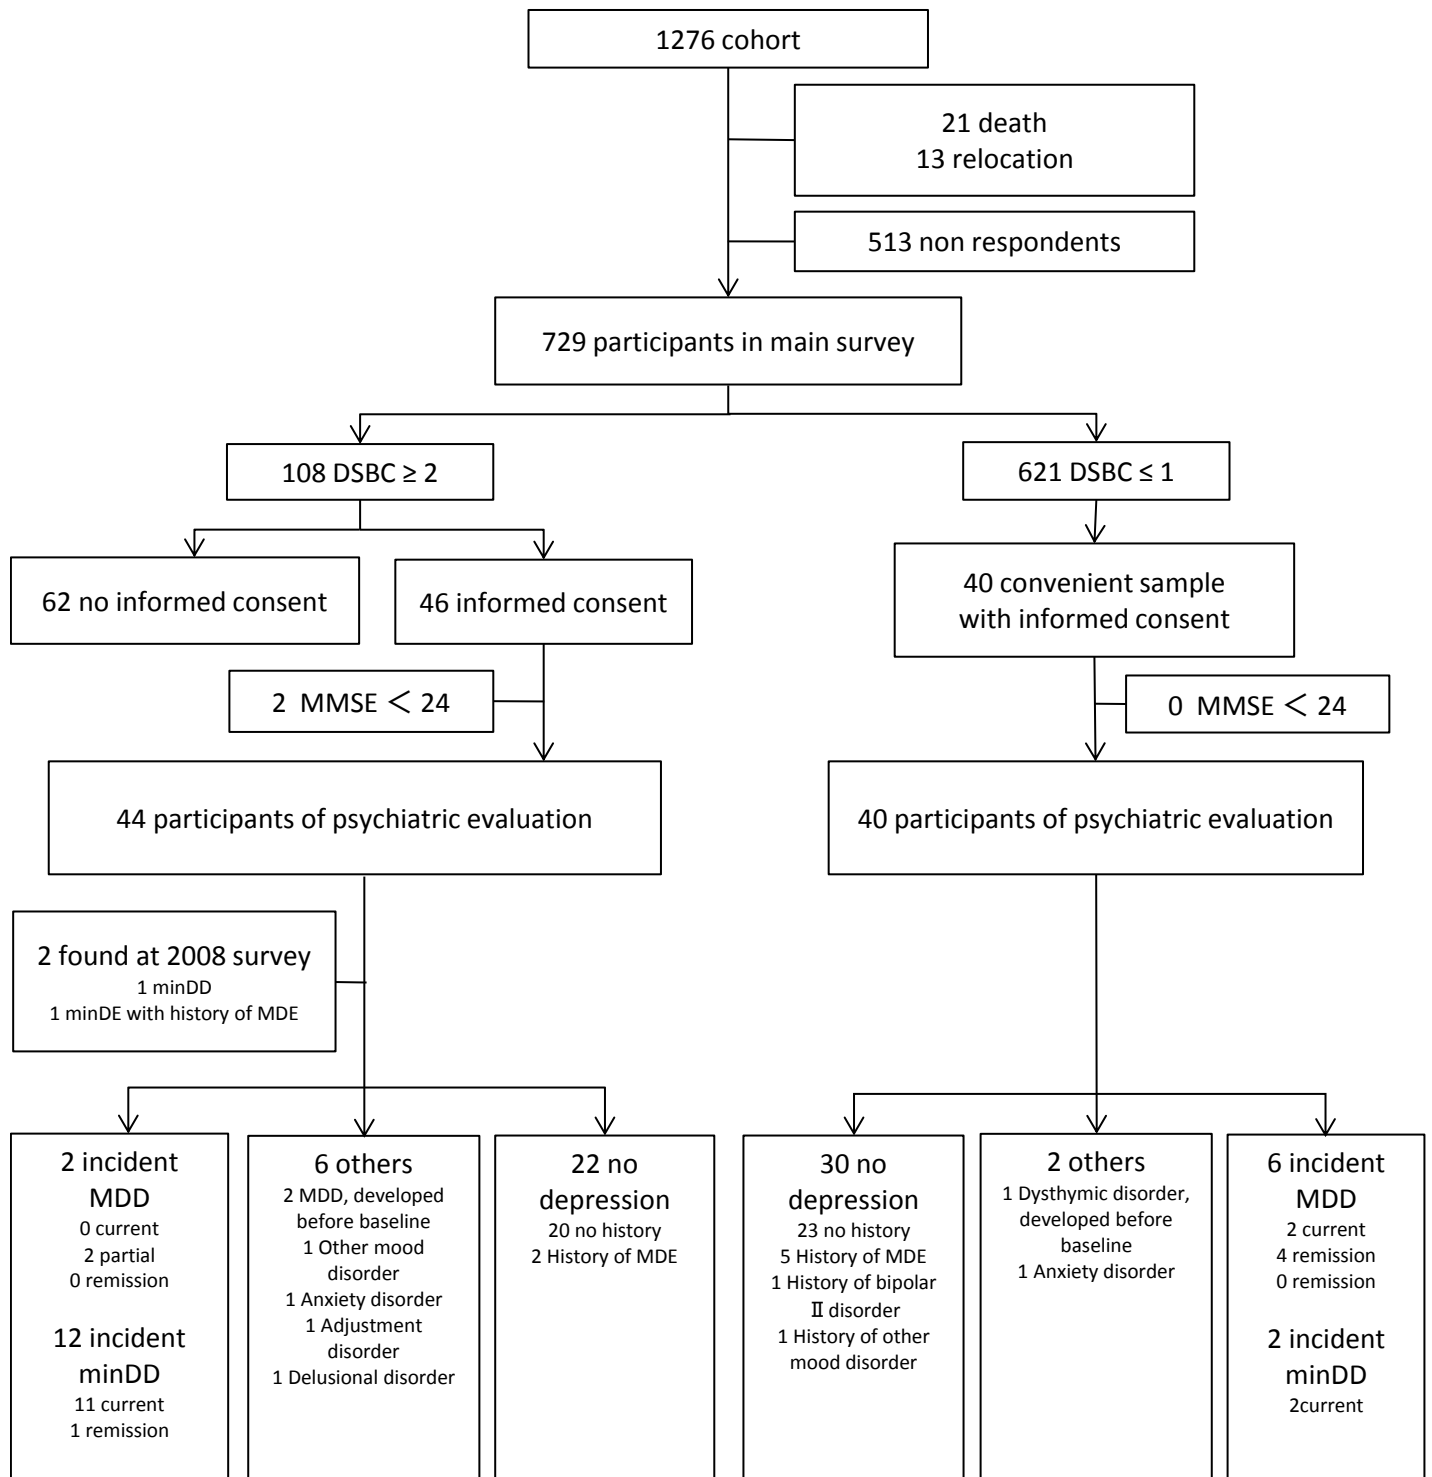 1276 cohort
21 death
13 relocation
513 non respondents
729 participants in main survey
108 DSBC ≥ 2
621 DSBC ≤ 1
62 no informed consent
46 informed consent
40 convenient sample
with informed consent
2 MMSE < 24
0 MMSE < 24
44 participants of psychiatric evaluation
40 participants of psychiatric evaluation
2 found at 2008 survey
1 minDD
1 minDE with history of MDE
2 incident
MDD
0 current
2 partial
0 remission
12 incident
minDD
11 current
1 remission
6 others
2 MDD, developed
before baseline
1 Other mood
disorder
1 Anxiety disorder
1 Adjustment
disorder
1 Delusional disorder
22 no
depression
20 no history
2 History of MDE
30 no
depression
23 no history
5 History of MDE
1 History of bipolar
Ⅱ disorder
1 History of other
mood disorder
2 others
1 Dysthymic disorder,
developed before
baseline
1 Anxiety disorder
6 incident
MDD
2 current
4 remission
0 remission
2 incident
minDD
2current